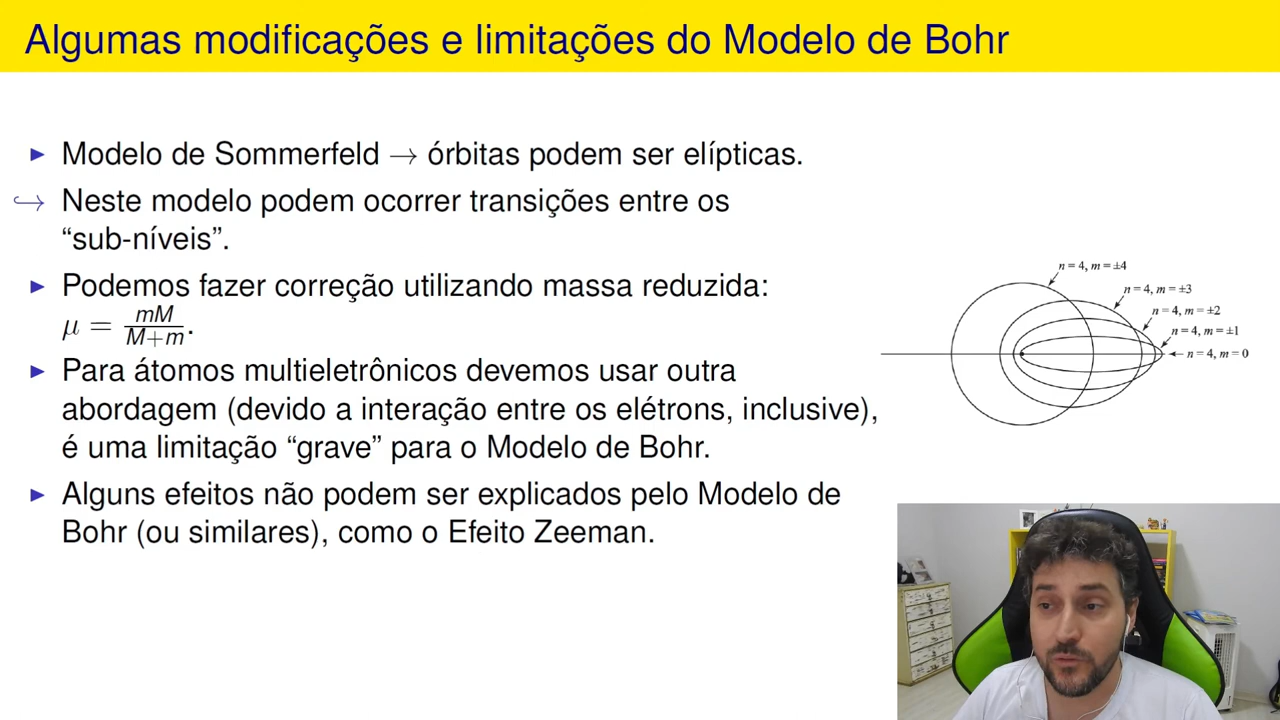 Algumas modificações e limitações do Modelo de Bohr
▶ Modelo de Sommerfeld → órbitas podem ser elípticas.
↪ Neste modelo podem ocorrer transições entre os
“sub-níveis”.
▶ Podemos fazer correção utilizando massa reduzida:
μ = mM/M+m.
▶ Para átomos multieletrônicos devemos usar outra
abordagem (devido a interação entre os elétrons, inclusive),
é uma limitação “grave” para o Modelo de Bohr.
▶ Alguns efeitos não podem ser explicados pelo Modelo de
Bohr (ou similares), como o Efeito Zeeman.
n = 4, m = ±4
n = 4, m = ±3
n = 4, m = ±2
n = 4, m = ±1
n = 4, m = 0